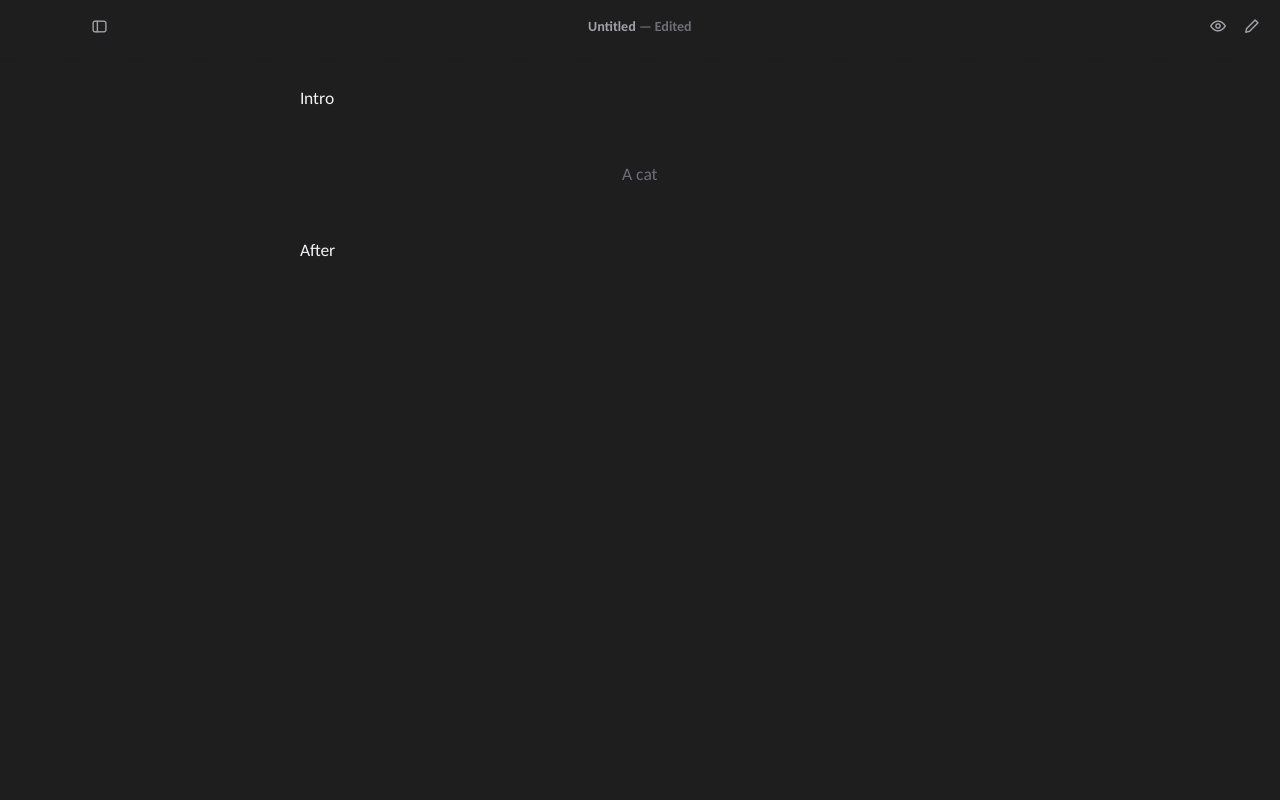 Untitled — Edited
Intro
A cat
After